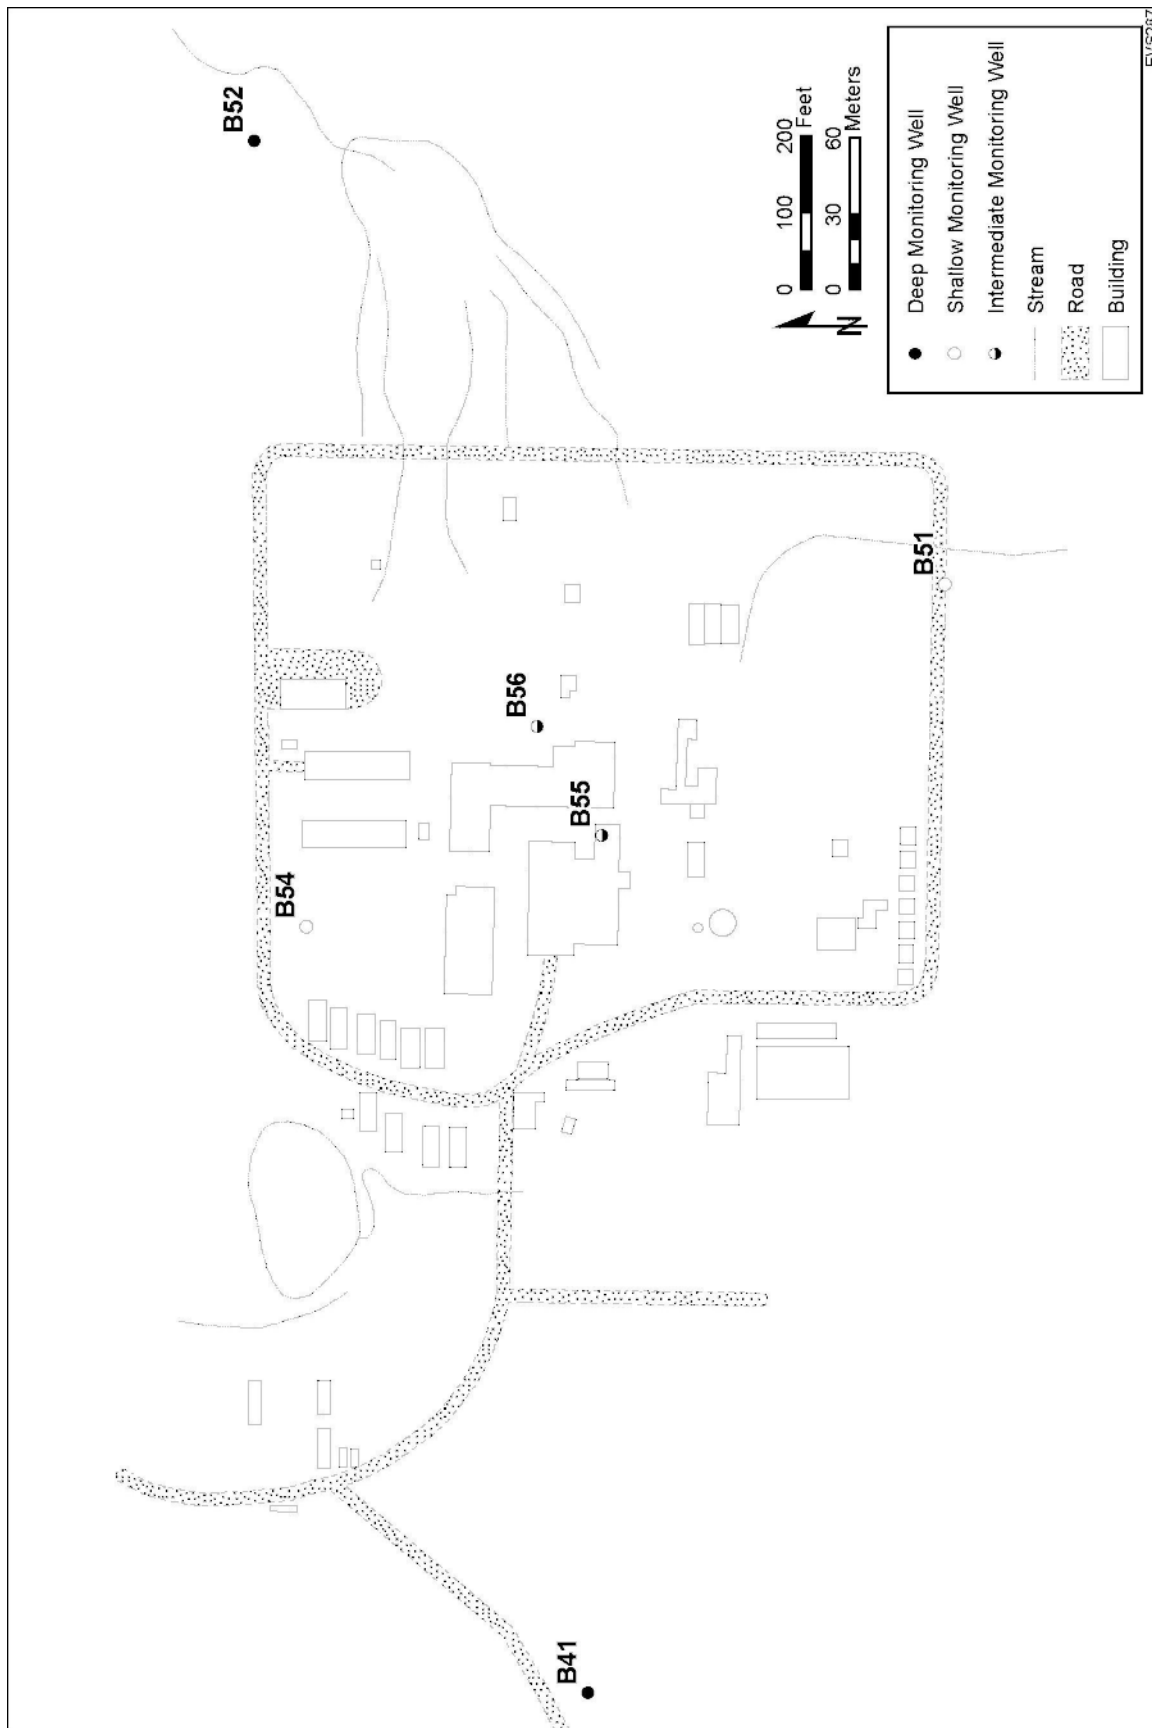 B52
B54
B56
B41
B55
0 100 200
Feet
0 30 60
N
Meters
B51
Deep Monitoring Well
Shallow Monitoring Well
Intermediate Monitoring Well
Stream
Road
Building